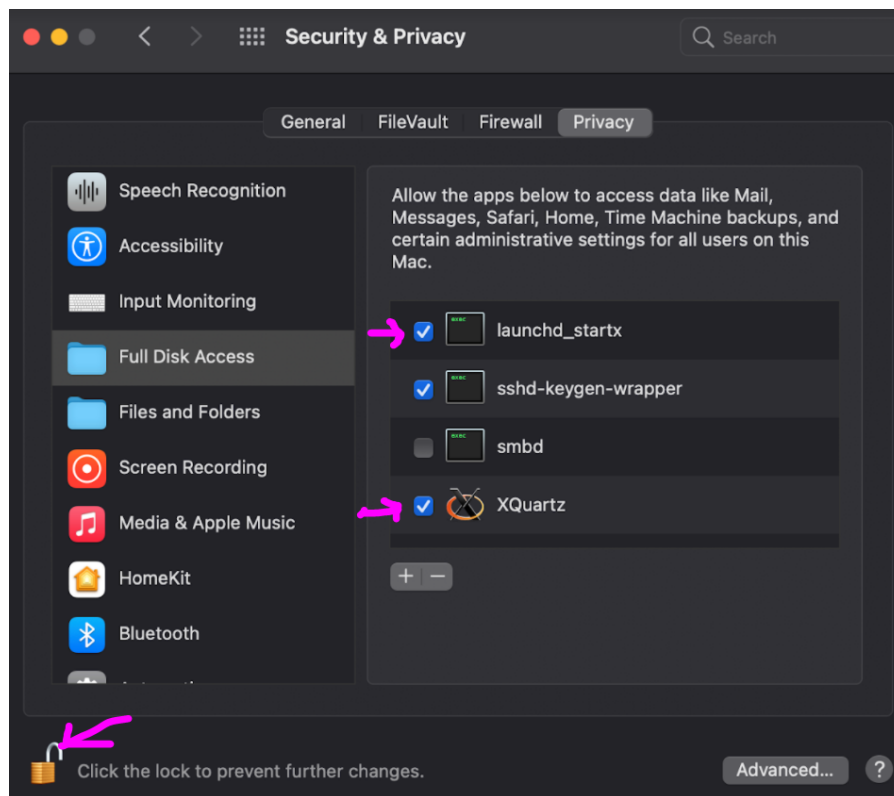 Security & Privacy
Search
General FileVault Firewall Privacy
Speech Recognition
Accessibility
Input Monitoring
Full Disk Access
Files and Folders
Screen Recording
Media & Apple Music
HomeKit
Bluetooth
Allow the apps below to access data like Mail,
Messages, Safari, Home, Time Machine backups, and
certain administrative settings for all users on this
Mac.
launchd_startx
sshd-keygen-wrapper
smbd
XQuartz
+ −
Click the lock to prevent further changes.
Advanced... ?